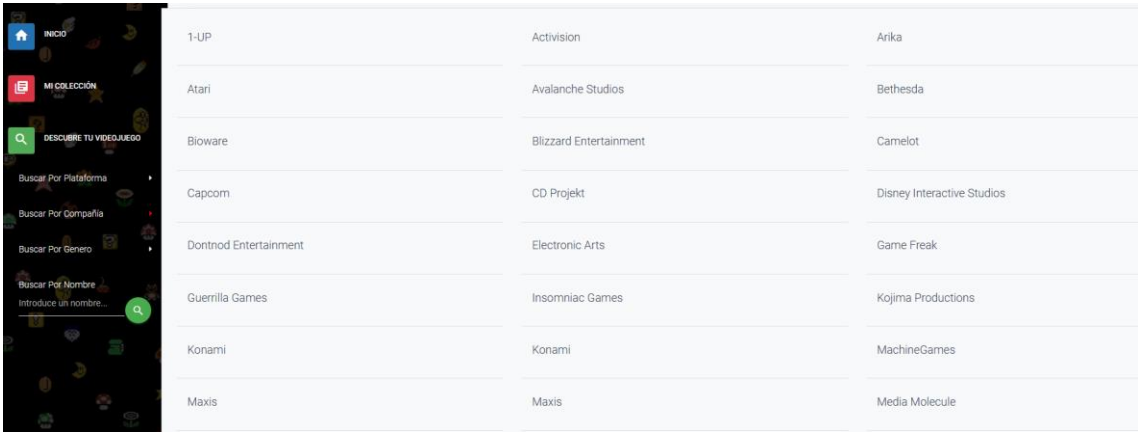 INICIO
MI COLECCIÓN
DESCUBRE TU VIDEOJUEGO
Buscar Por Plataforma
Buscar Por Compañía
Buscar Por Genero
Buscar Por Nombre
Introduce un nombre...
1-UP Activision Arika
Atari Avalanche Studios Bethesda
Bioware Blizzard Entertainment Camelot
Capcom CD Projekt Disney Interactive Studios
Dontnod Entertainment Electronic Arts Game Freak
Guerrilla Games Insomniac Games Kojima Productions
Konami Konami MachineGames
Maxis Maxis Media Molecule